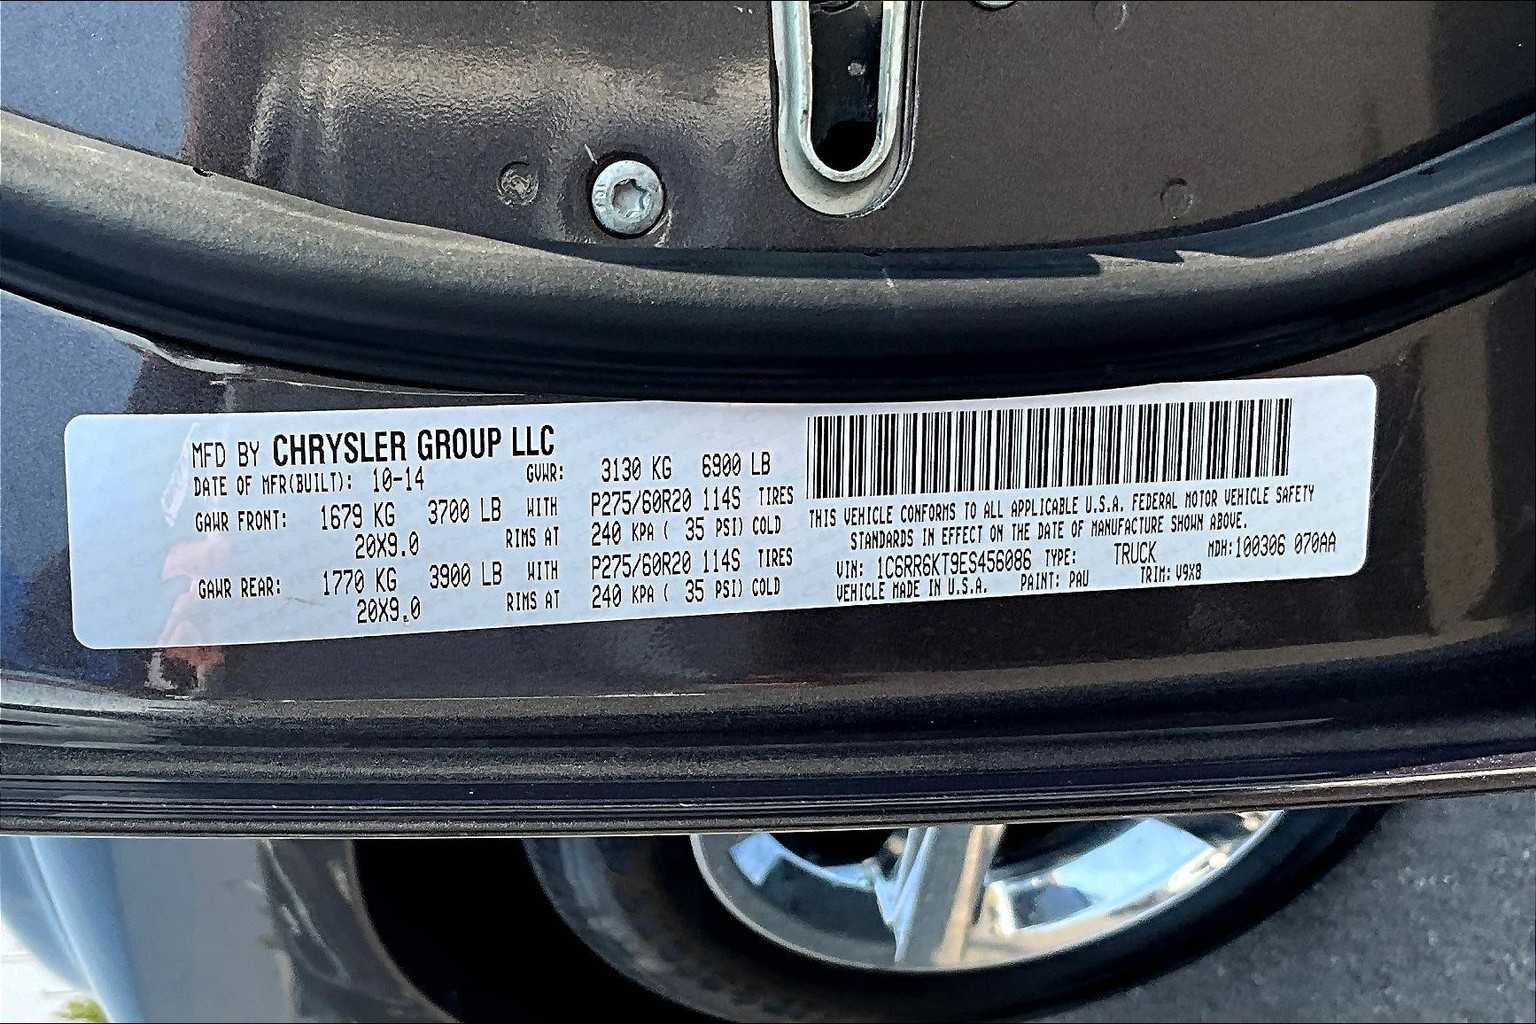 MFD BY CHRYSLER GROUP LLC
DATE OF MFR(BUILT): 10-14 GVWR: 3130 KG 6900 LB
GAWR FRONT: 1679 KG 3700 LB WITH P275/60R20 114S TIRES
20X9.0 RIMS AT 240 KPA ( 35 PSI) COLD
GAWR REAR: 1770 KG 3900 LB WITH P275/60R20 114S TIRES
20X9.0 RIMS AT 240 KPA ( 35 PSI) COLD
THIS VEHICLE CONFORMS TO ALL APPLICABLE U.S.A. FEDERAL MOTOR VEHICLE SAFETY
STANDARDS IN EFFECT ON THE DATE OF MANUFACTURE SHOWN ABOVE.
VIN: 1C6RR6KT9ES456086 TYPE: TRUCK MDH:100306 070AA
VEHICLE MADE IN U.S.A. PAINT: PAU TRIM: V9X8